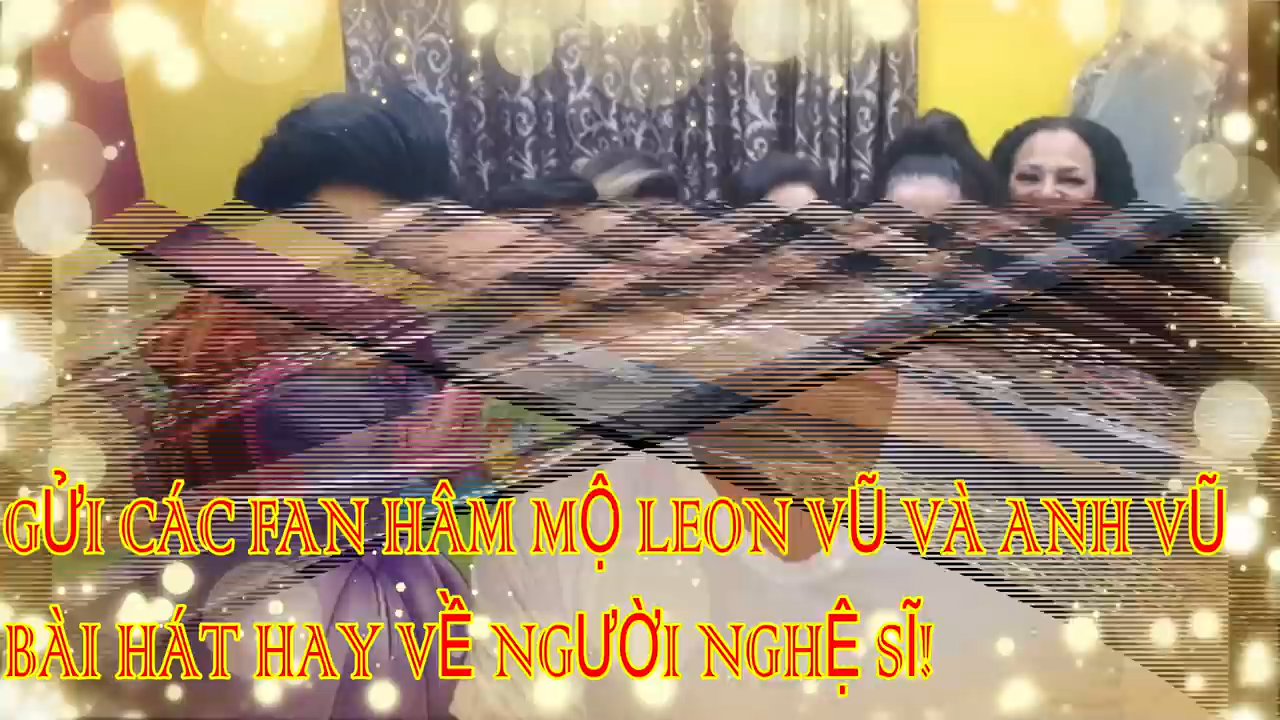 GỬI CÁC FAN HÂM MỘ LEON VŨ VÀ ANH VŨ
BÀI HÁT HAY VỀ NGƯỜI NGHỆ SĨ!